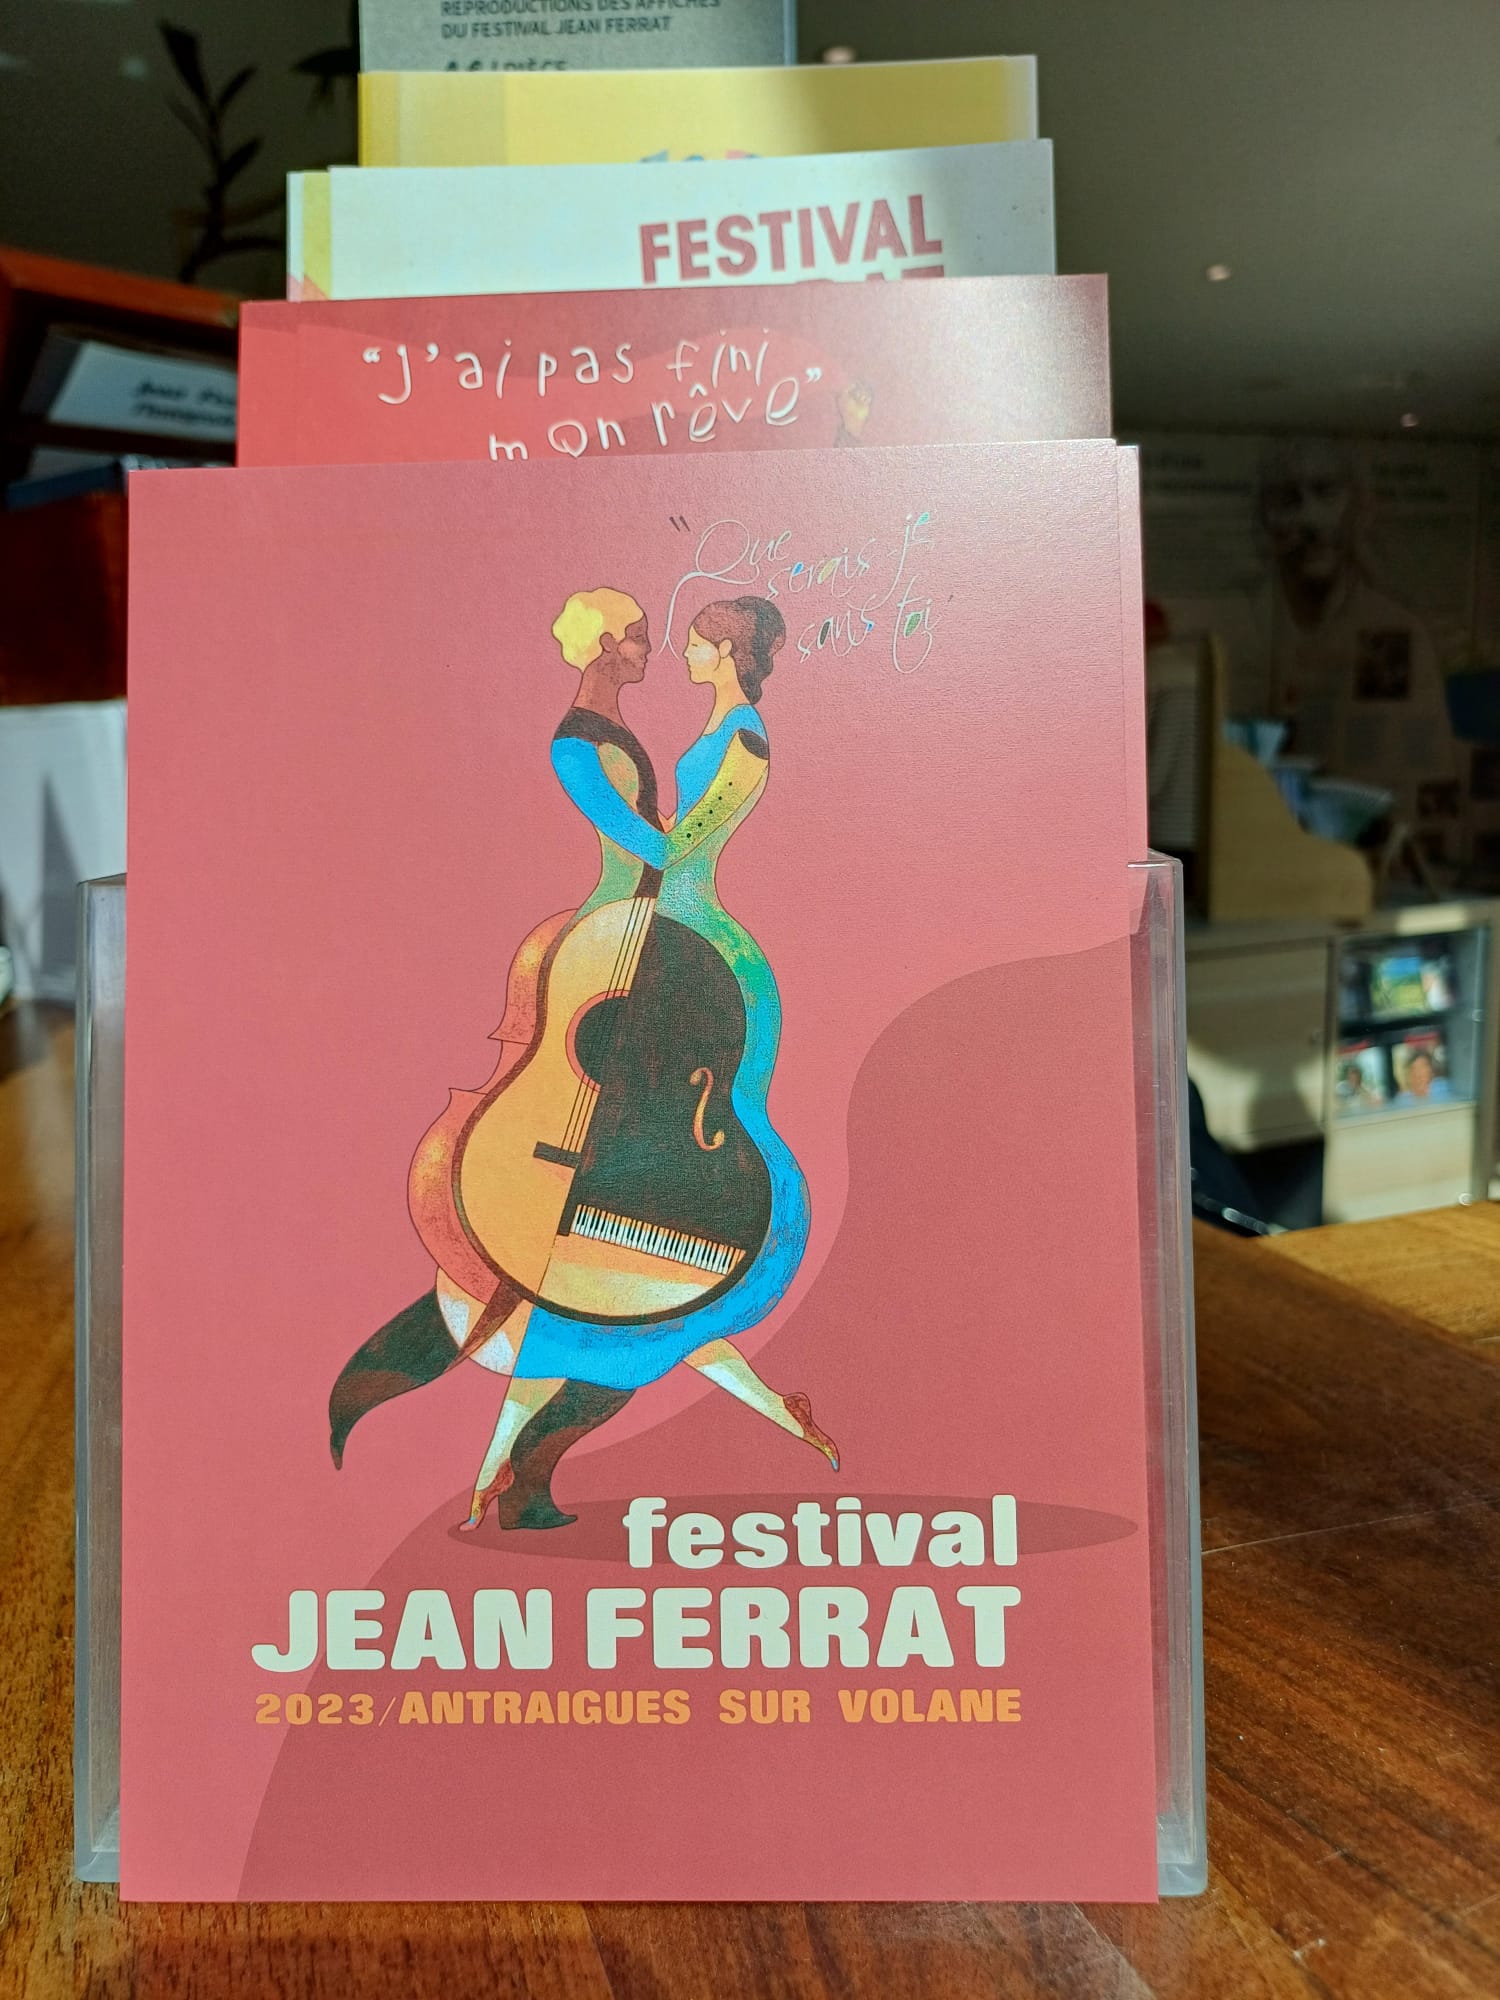 REPRODUCTIONS DES AFFICHES
DU FESTIVAL JEAN FERRAT
FESTIVAL
“J’ai pas fini
mon rêve”
"Que
serais je
sans toi
festival
JEAN FERRAT
2023/ANTRAIGUES SUR VOLANE